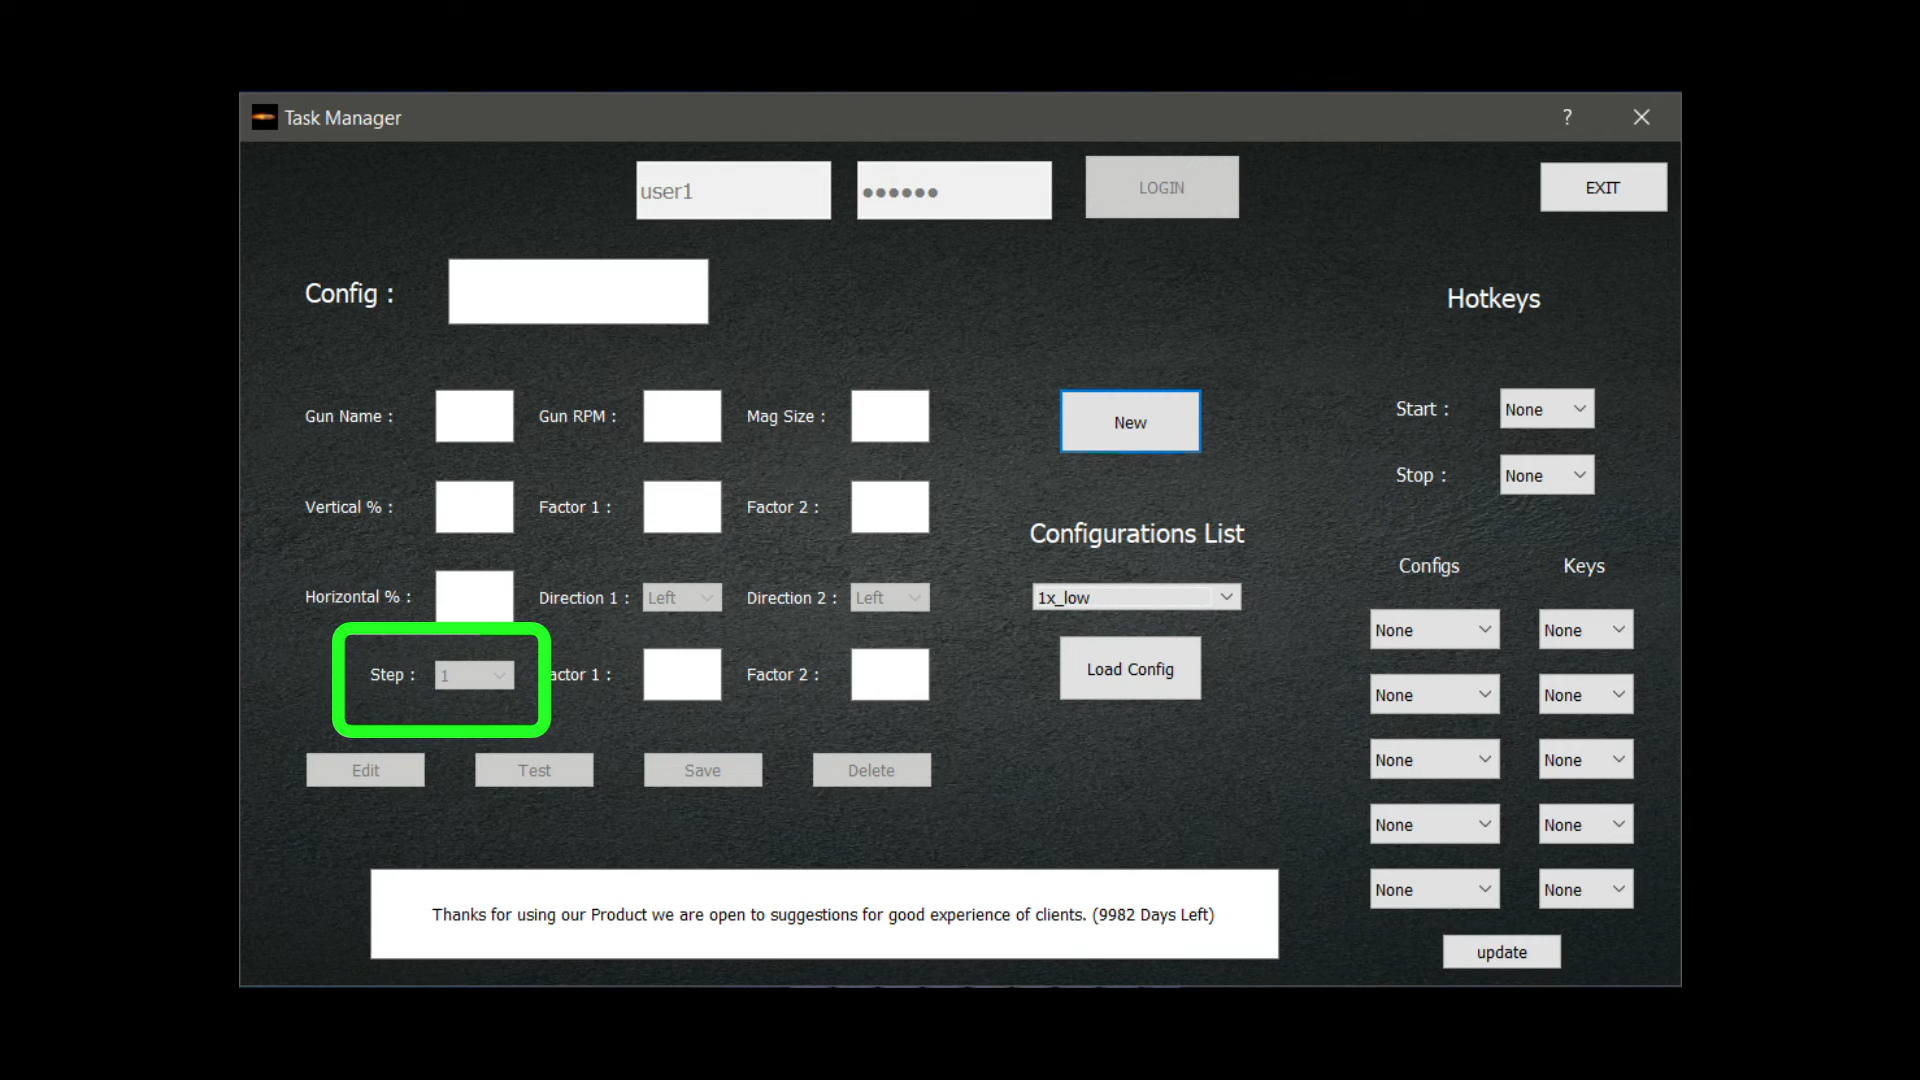 Task Manager ?
user1 LOGIN EXIT
Config :
Hotkeys
Gun Name : Gun RPM : Mag Size : New Start : None
Stop : None
Vertical % : Factor 1 : Factor 2 :
Configurations List
Configs Keys
Horizontal % : Direction 1 : Left Direction 2 : Left 1x_low
None None
Step : 1 actor 1 : Factor 2 : Load Config
None None
Edit Test Save Delete None None
None None
None None
Thanks for using our Product we are open to suggestions for good experience of clients. (9982 Days Left)
update